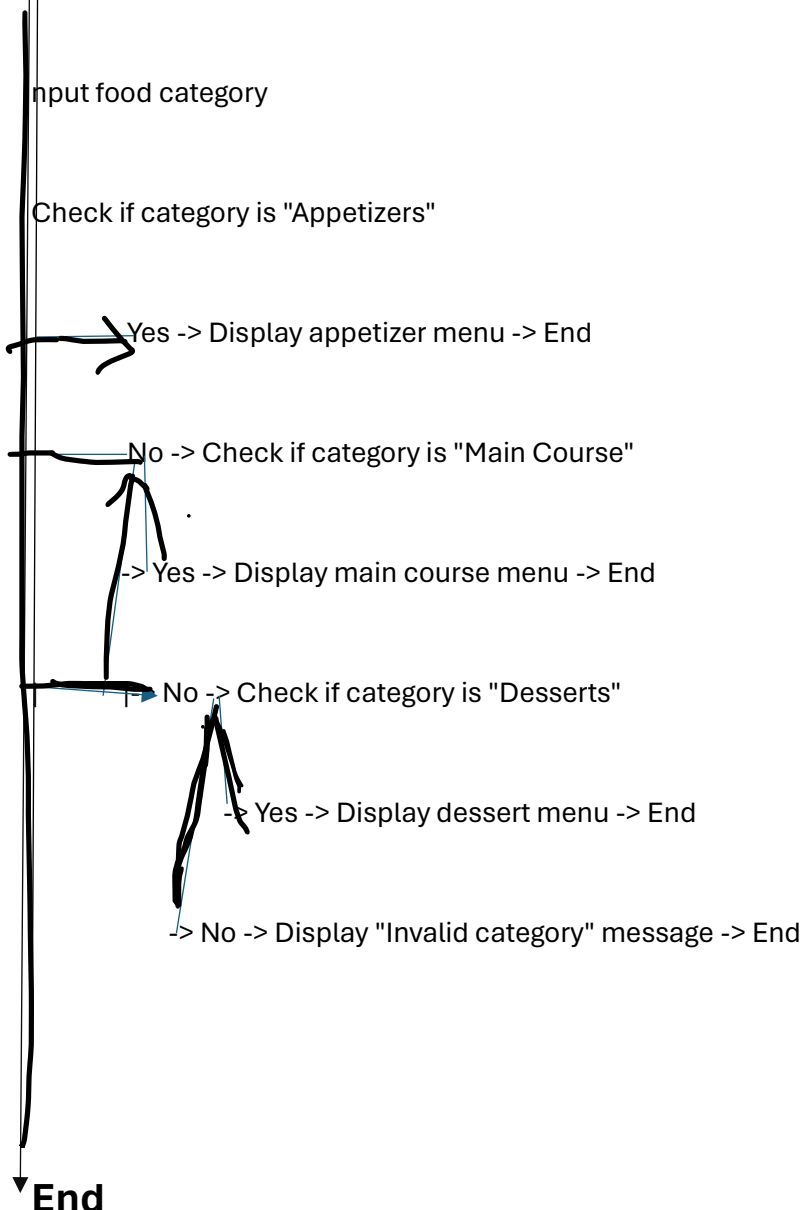 nput food category
Check if category is "Appetizers"
Yes -> Display appetizer menu -> End
No -> Check if category is "Main Course"
-> Yes -> Display main course menu -> End
|-> No -> Check if category is "Desserts"
-> Yes -> Display dessert menu -> End
-> No -> Display "Invalid category" message -> End
End